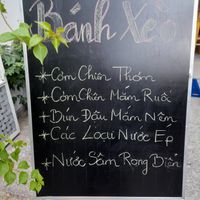 Bánh Xèo
* Cơm Chiên Thơm
* Cơm Chiên Mắm Ruốc
+ Bún Đậu Mắm Nêm
* Các Loại Nước Ép
* Nước Sâm Rong Biển